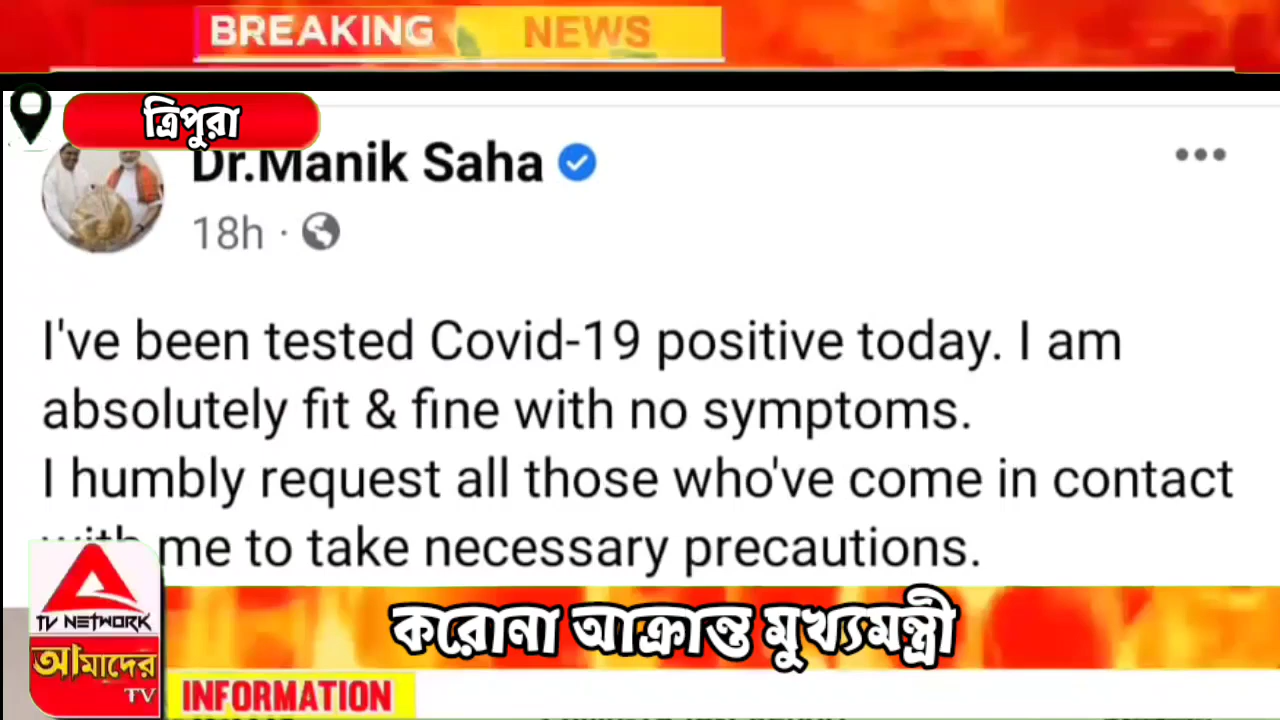 BREAKING NEWS
ত্রিপুরা
Dr.Manik Saha
18h ·
I've been tested Covid-19 positive today. I am
absolutely fit & fine with no symptoms.
I humbly request all those who've come in contact
with me to take necessary precautions.
করোনা আক্রান্ত মুখ্যমন্ত্রী
TV NETWORK
আমাদের
TV
INFORMATION